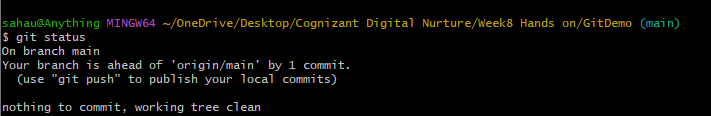 sahau@Anything MINGW64 ~/OneDrive/Desktop/Cognizant Digital Nurture/Week8 Hands on/GitDemo (main)
$ git status
On branch main
Your branch is ahead of 'origin/main' by 1 commit.
  (use "git push" to publish your local commits)

nothing to commit, working tree clean